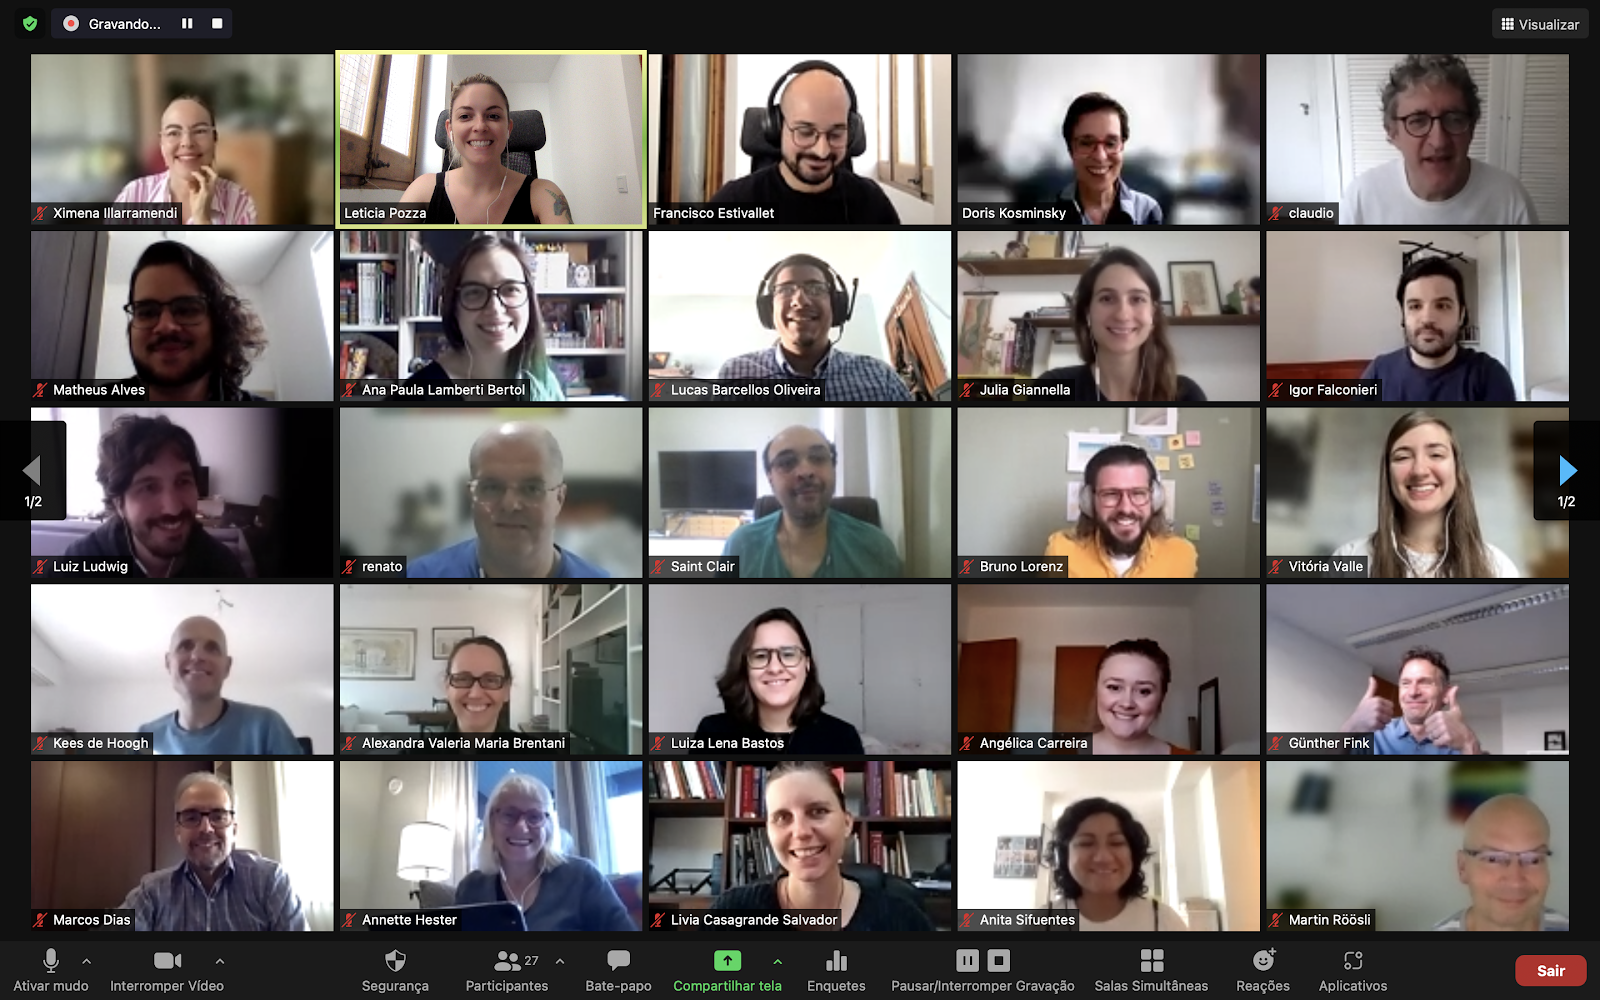 Gravando...
Visualizar
Ximena Illarramendi
Leticia Pozza
Francisco Estivallet
Doris Kosminsky
claudio
Matheus Alves
Ana Paula Lamberti Bertol
Lucas Barcellos Oliveira
Julia Giannella
Igor Falconieri
1/2
1/2
Luiz Ludwig
renato
Saint Clair
Bruno Lorenz
Vitória Valle
Kees de Hoogh
Alexandra Valeria Maria Brentani
Luiza Lena Bastos
Angélica Carreira
Günther Fink
Marcos Dias
Annette Hester
Livia Casagrande Salvador
Anita Sifuentes
Martin Röösli
27
Ativar mudo
Interromper Vídeo
Segurança
Participantes
Bate-papo
Compartilhar tela
Enquetes
Pausar/Interromper Gravação
Salas Simultâneas
Reações
Aplicativos
Sair